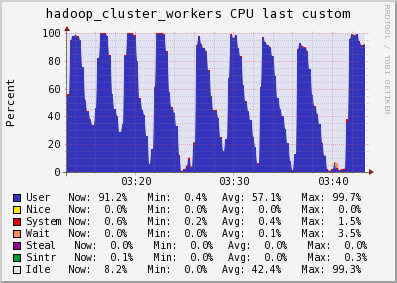 hadoop_cluster_workers CPU last custom
RRDTOOL / TOBI OETIKER
Percent
100
80
60
40
20
0
03:20 03:30 03:40
User Now: 91.2% Min: 0.4% Avg: 57.1% Max: 99.7%
Nice Now: 0.0% Min: 0.0% Avg: 0.0% Max: 0.0%
System Now: 0.6% Min: 0.2% Avg: 0.4% Max: 1.5%
Wait Now: 0.0% Min: 0.0% Avg: 0.1% Max: 3.5%
Steal Now: 0.0% Min: 0.0% Avg: 0.0% Max: 0.0%
Sintr Now: 0.1% Min: 0.0% Avg: 0.0% Max: 0.3%
Idle Now: 8.2% Min: 0.0% Avg: 42.4% Max: 99.3%